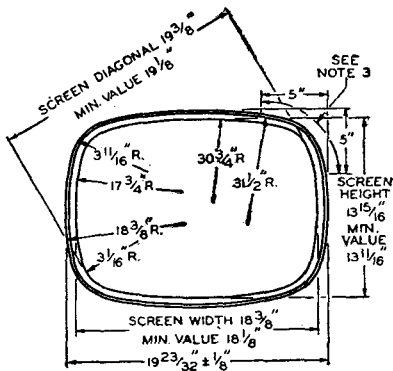 SCREEN DIAGONAL 19 3/8"
MIN. VALUE 19 1/8"
SEE
NOTE 3
5"
5"
3 11/16" R.
30 3/4" R
17 3/4" R
31 1/2" R.
SCREEN
HEIGHT
13 15/16"
MIN.
VALUE
13 11/16"
18 3/8" R.
3 1/16" R.
SCREEN WIDTH 18 3/8"
MIN. VALUE 18 1/8"
19 23/32" ± 1/8"